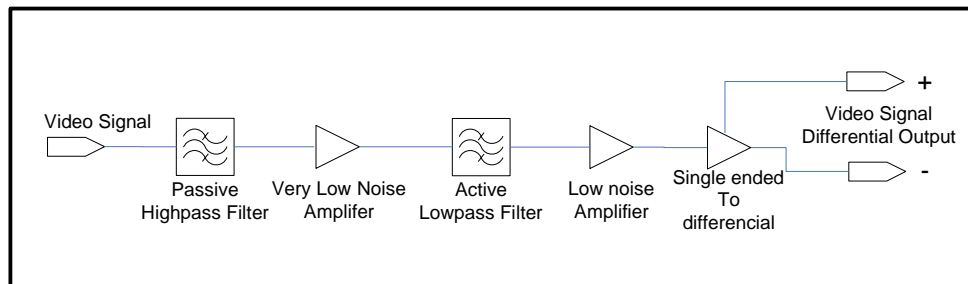 Video Signal
Passive
Highpass Filter
Very Low Noise
Amplifer
Active
Lowpass Filter
Low noise
Amplifier
Single ended
To
differencial
+
Video Signal
Differential Output
-